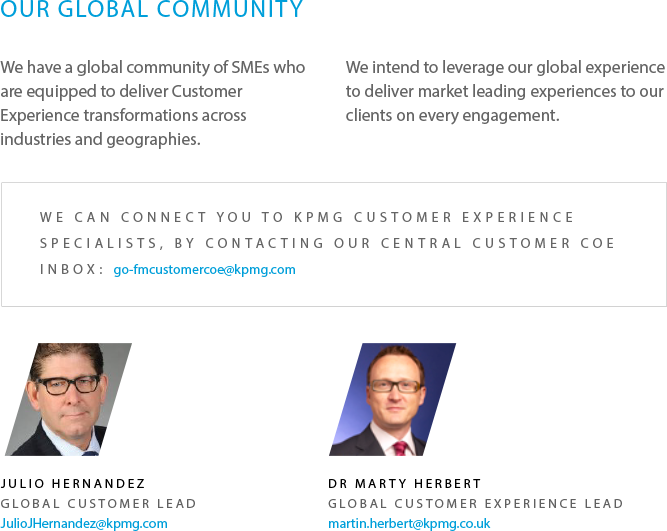 OUR GLOBAL COMMUNITY
We have a global community of SMEs who
are equipped to deliver Customer
Experience transformations across
industries and geographies.
We intend to leverage our global experience
to deliver market leading experiences to our
clients on every engagement.
WE CAN CONNECT YOU TO KPMG CUSTOMER EXPERIENCE
SPECIALISTS, BY CONTACTING OUR CENTRAL CUSTOMER COE
INBOX: go-fmcustomercoe@kpmg.com
JULIO HERNANDEZ
GLOBAL CUSTOMER LEAD
JulioJHernandez@kpmg.com
DR MARTY HERBERT
GLOBAL CUSTOMER EXPERIENCE LEAD
martin.herbert@kpmg.co.uk